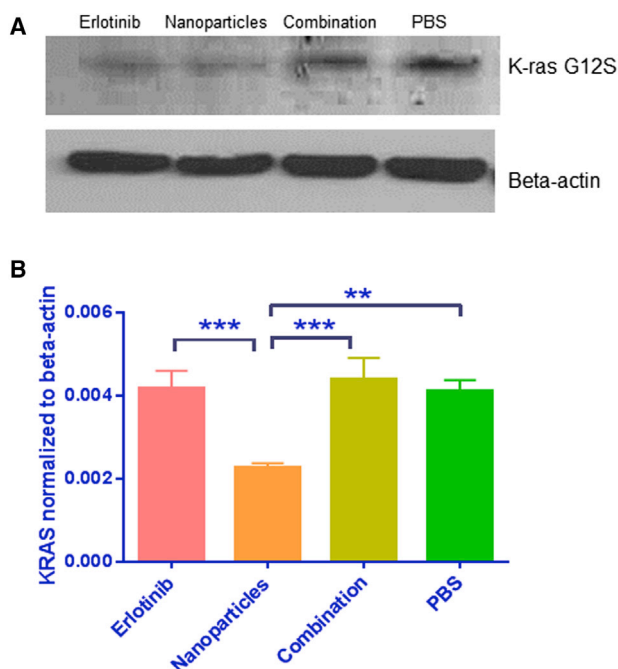 A
Erlotinib Nanoparticles Combination PBS
K-ras G12S
Beta-actin
B
KRAS normalized to beta-actin
0.006
0.004
0.002
0.000
*** *** **
Erlotinib Nanoparticles Combination PBS